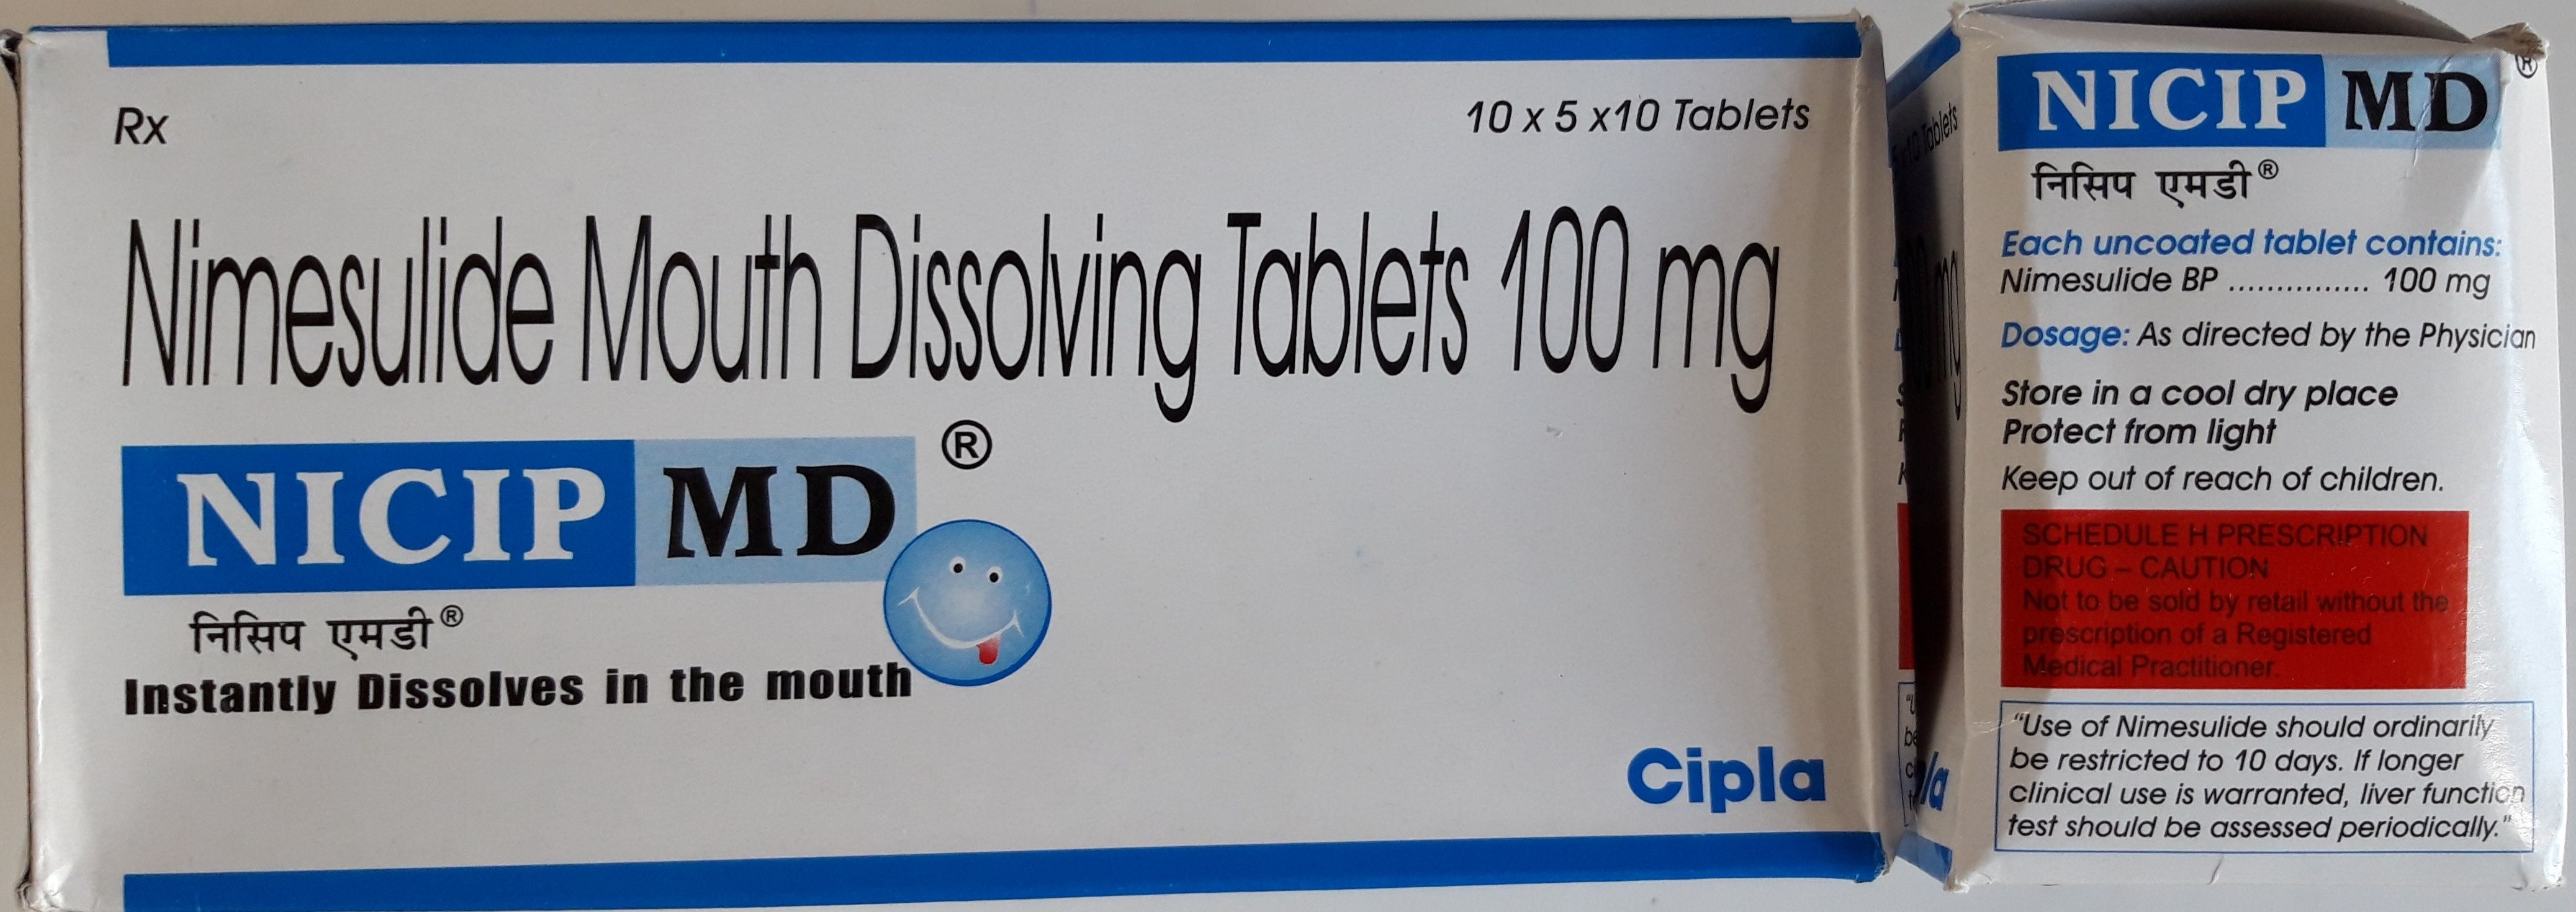 Rx
10 x 5 x10 Tablets
Nimesulide Mouth Dissolving Tablets 100 mg
NICIP MD ®
निसिप एमडी®
Instantly Dissolves in the mouth
Cipla
Tablets
mg
la
NICIP MD ®
निसिप एमडी®
Each uncoated tablet contains:
Nimesulide BP ............... 100 mg
Dosage: As directed by the Physician
Store in a cool dry place
Protect from light
Keep out of reach of children.
SCHEDULE H PRESCRIPTION
DRUG – CAUTION
Not to be sold by retail without the
prescription of a Registered
Medical Practitioner.
“Use of Nimesulide should ordinarily
be restricted to 10 days. If longer
clinical use is warranted, liver function
test should be assessed periodically.”